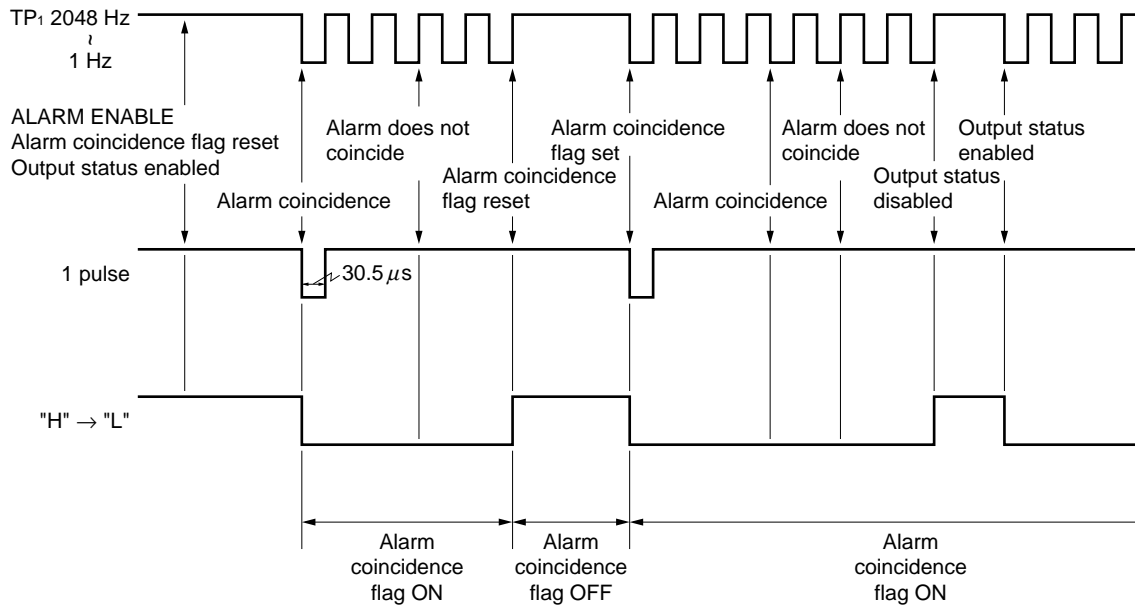 TP₁ 2048 Hz
~
1 Hz
ALARM ENABLE
Alarm coincidence flag reset
Output status enabled
Alarm coincidence
Alarm does not
coincide
Alarm coincidence
flag reset
Alarm coincidence
flag set
Alarm coincidence
Alarm does not
coincide
Output status
disabled
Output status
enabled
1 pulse
30.5 µs
"H" → "L"
Alarm
coincidence
flag ON
Alarm
coincidence
flag OFF
Alarm
coincidence
flag ON